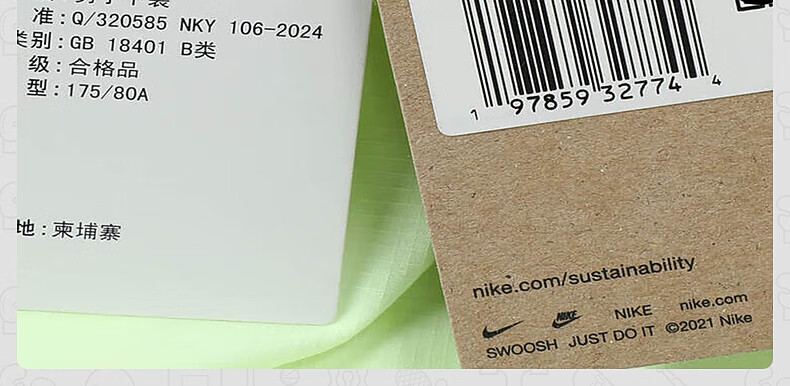 准:Q/320585 NKY 106-2024
类别:GB 18401 B类
级:合格品
型:175/80A
地:柬埔寨
1 97859 32774 4
nike.com/sustainability
NIKE NIKE nike.com
SWOOSH JUST DO IT ©2021 Nike